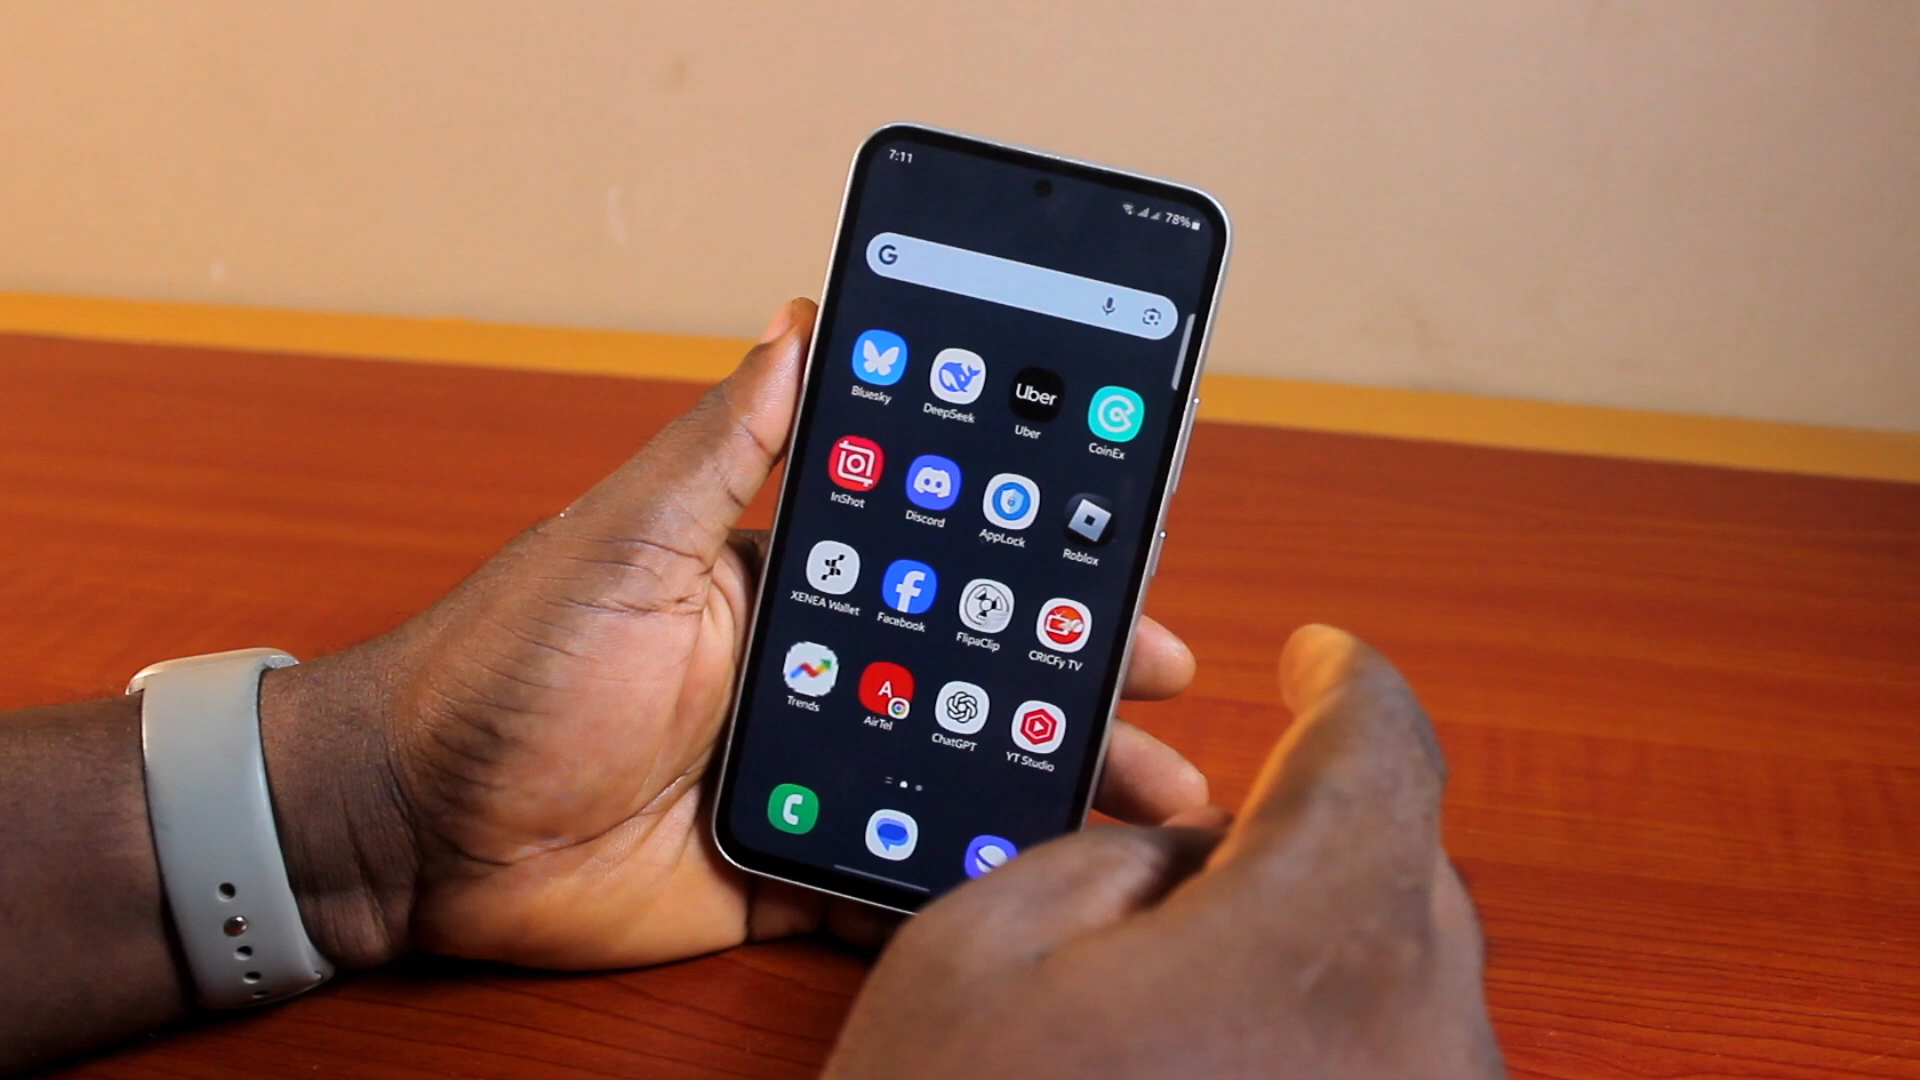 7:11
78%
G
Bluesky
DeepSeek
Uber
Uber
CoinEx
InShot
Discord
AppLock
Roblox
XENEA Wallet
Facebook
FlipaClip
CRICFy TV
Trends
A
AirTel
ChatGPT
YT Studio